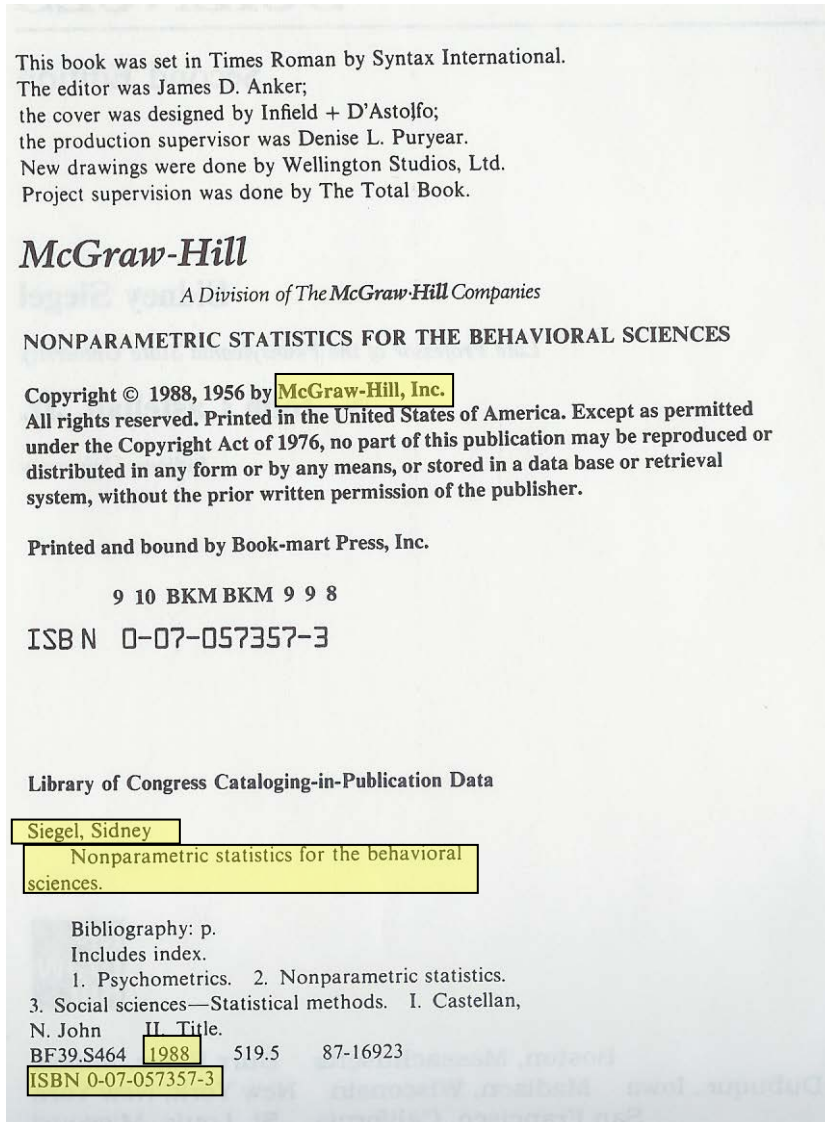 This book was set in Times Roman by Syntax International.
The editor was James D. Anker;
the cover was designed by Infield + D'Astolfo;
the production supervisor was Denise L. Puryear.
New drawings were done by Wellington Studios, Ltd.
Project supervision was done by The Total Book.
McGraw-Hill
A Division of The McGraw·Hill Companies
NONPARAMETRIC STATISTICS FOR THE BEHAVIORAL SCIENCES
Copyright © 1988, 1956 by McGraw-Hill, Inc.
All rights reserved. Printed in the United States of America. Except as permitted
under the Copyright Act of 1976, no part of this publication may be reproduced or
distributed in any form or by any means, or stored in a data base or retrieval
system, without the prior written permission of the publisher.
Printed and bound by Book-mart Press, Inc.
9 10 BKM BKM 9 9 8
ISBN 0-07-057357-3
Library of Congress Cataloging-in-Publication Data
Siegel, Sidney
Nonparametric statistics for the behavioral
sciences.
Bibliography: p.
Includes index.
1. Psychometrics. 2. Nonparametric statistics.
3. Social sciences—Statistical methods. I. Castellan,
N. John II. Title.
BF39.S464 1988 519.5 87-16923
ISBN 0-07-057357-3